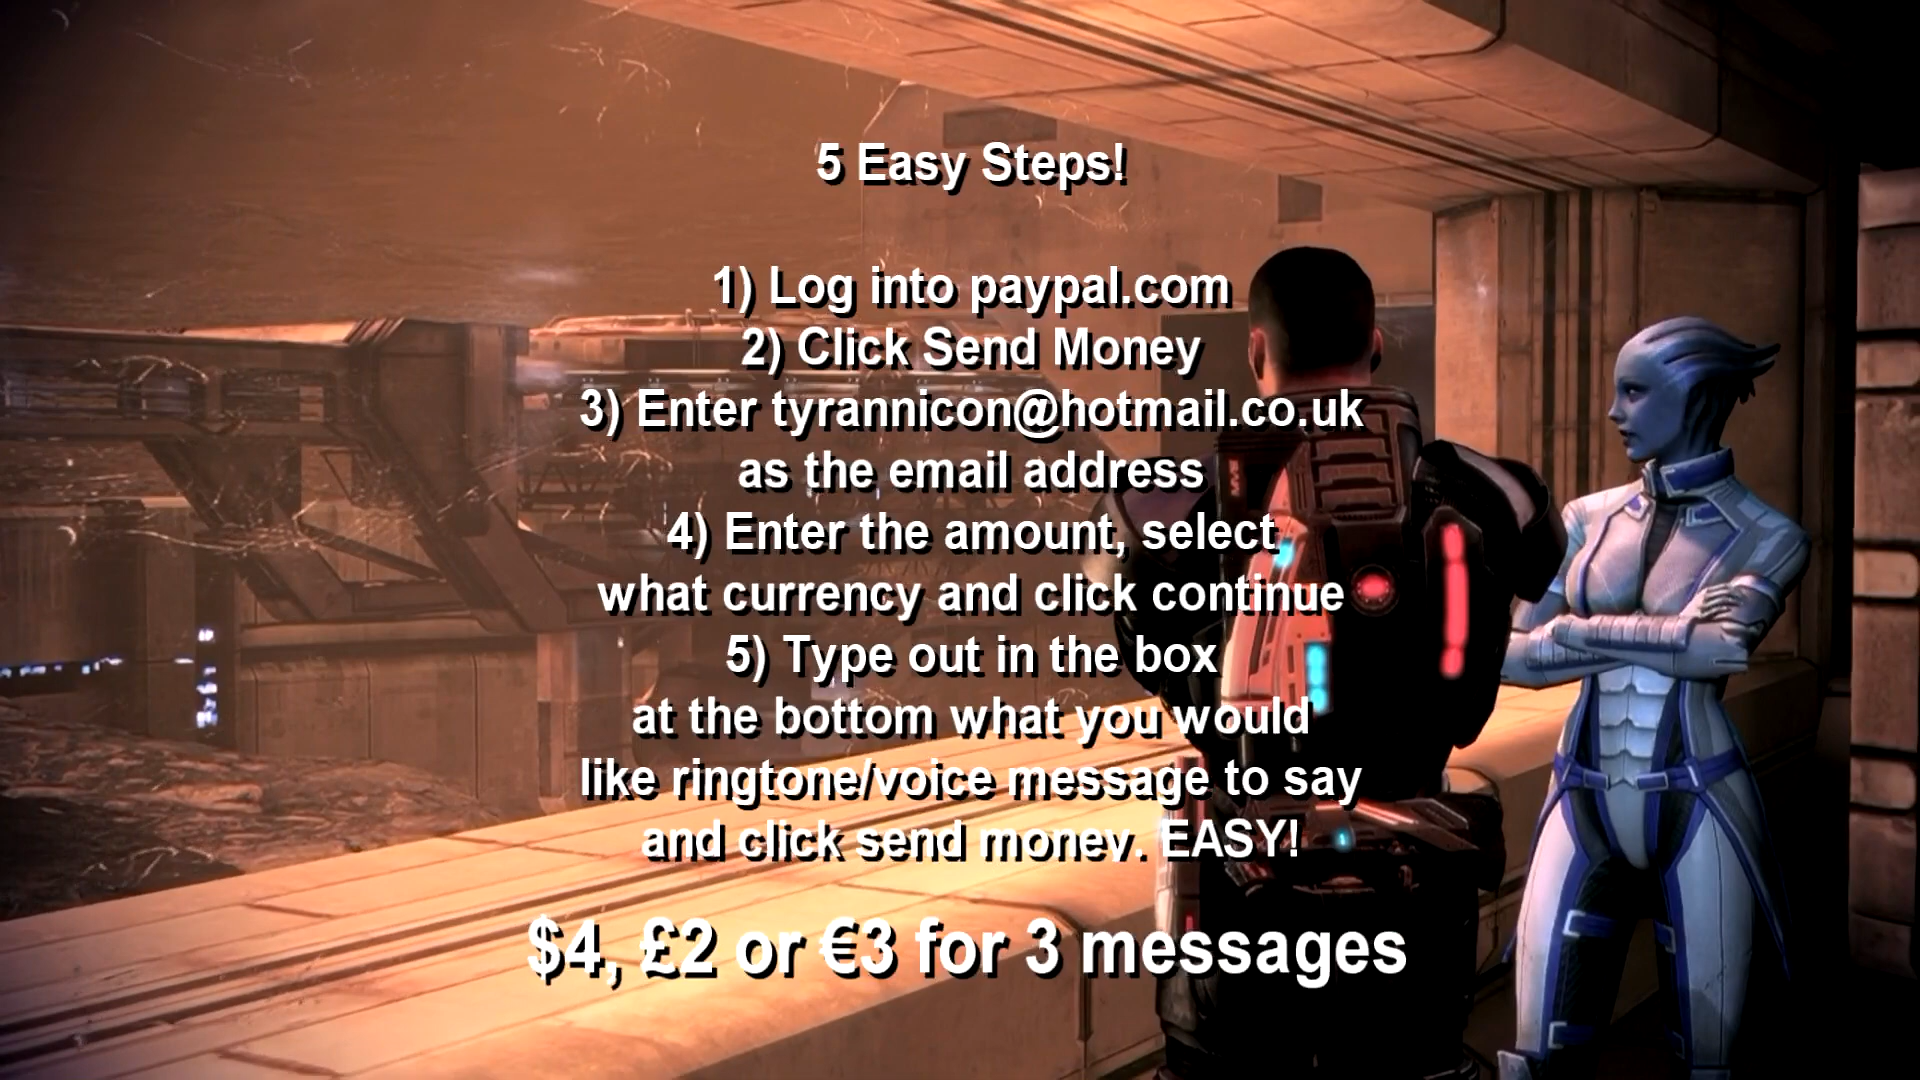 5 Easy Steps!
1) Log into paypal.com
2) Click Send Money
3) Enter tyrannicon@hotmail.co.uk
as the email address
4) Enter the amount, select
what currency and click continue
5) Type out in the box
at the bottom what you would
like ringtone/voice message to say
and click send money. EASY!
$4, £2 or €3 for 3 messages